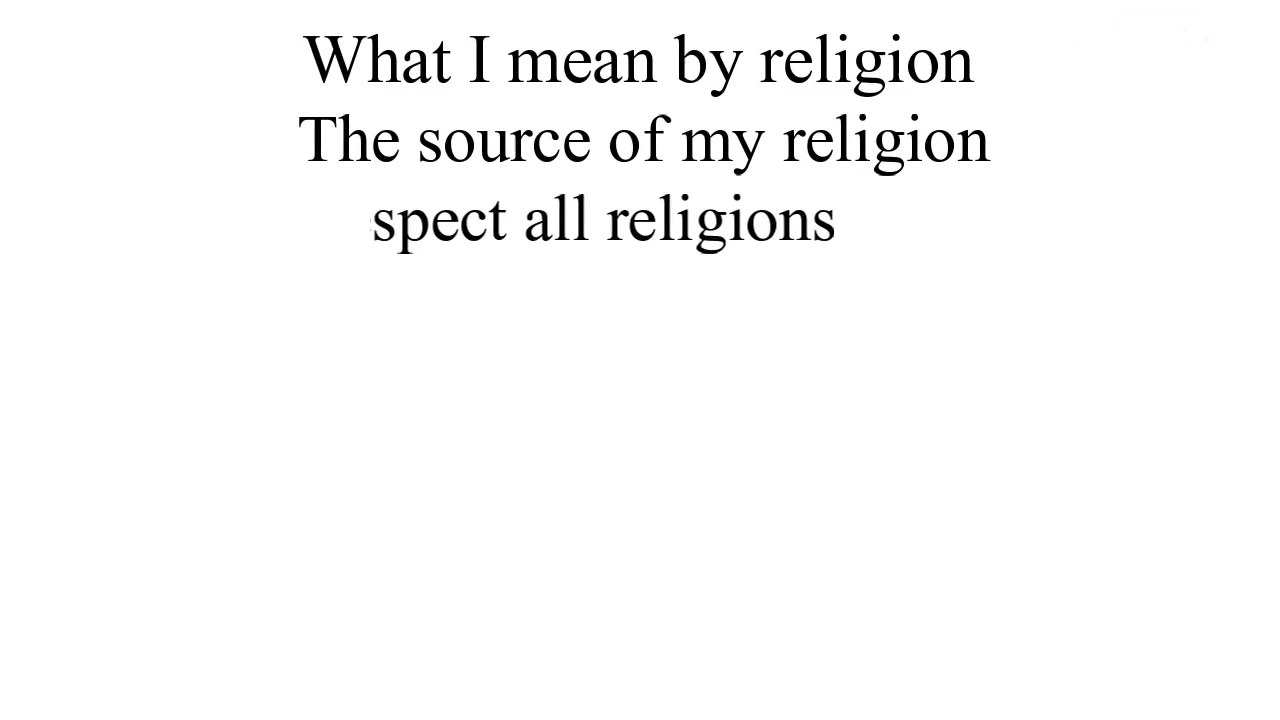 What I mean by religion
The source of my religion
spect all religions